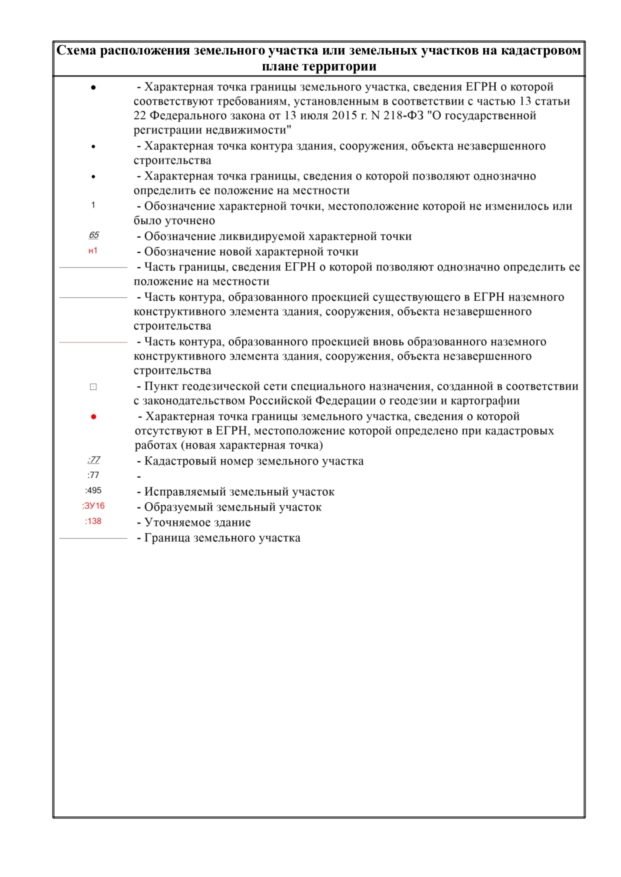 Схема расположения земельного участка или земельных участков на кадастровом
плане территории
- Характерная точка границы земельного участка, сведения ЕГРН о которой
соответствуют требованиям, установленным в соответствии с частью 13 статьи
22 Федерального закона от 13 июля 2015 г. N 218-ФЗ "О государственной
регистрации недвижимости"
- Характерная точка контура здания, сооружения, объекта незавершенного
строительства
- Характерная точка границы, сведения о которой позволяют однозначно
определить ее положение на местности
1 - Обозначение характерной точки, местоположение которой не изменилось или
было уточнено
65 - Обозначение ликвидируемой характерной точки
н1 - Обозначение новой характерной точки
- Часть границы, сведения ЕГРН о которой позволяют однозначно определить ее
положение на местности
- Часть контура, образованного проекцией существующего в ЕГРН наземного
конструктивного элемента здания, сооружения, объекта незавершенного
строительства
- Часть контура, образованного проекцией вновь образованного наземного
конструктивного элемента здания, сооружения, объекта незавершенного
строительства
- Пункт геодезической сети специального назначения, созданной в соответствии
с законодательством Российской Федерации о геодезии и картографии
- Характерная точка границы земельного участка, сведения о которой
отсутствуют в ЕГРН, местоположение которой определено при кадастровых
работах (новая характерная точка)
:77 - Кадастровый номер земельного участка
:77 -
:495 - Исправляемый земельный участок
:ЗУ16 - Образуемый земельный участок
:138 - Уточняемое здание
- Граница земельного участка